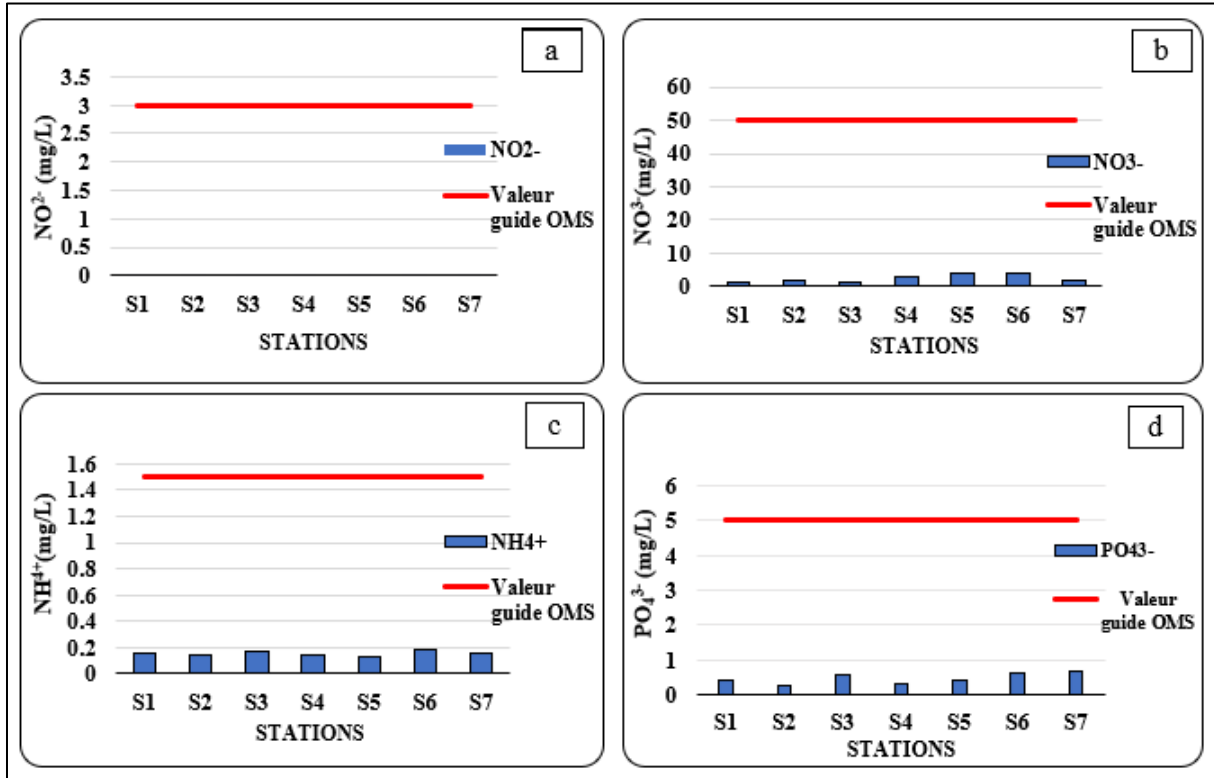 a
3.5
3
2.5
2
1.5
1
0.5
0
NO²⁻ (mg/L)
NO2-
Valeur
guide OMS
S1 S2 S3 S4 S5 S6 S7
STATIONS
b
60
50
40
30
20
10
0
NO³⁻(mg/L)
NO3-
Valeur
guide OMS
S1 S2 S3 S4 S5 S6 S7
STATIONS
c
1.6
1.4
1.2
1
0.8
0.6
0.4
0.2
0
NH⁴⁺(mg/L)
NH4+
Valeur
guide OMS
S1 S2 S3 S4 S5 S6 S7
STATIONS
d
6
5
4
3
2
1
0
PO₄³⁻ (mg/L)
PO43-
Valeur
guide OMS
S1 S2 S3 S4 S5 S6 S7
STATIONS